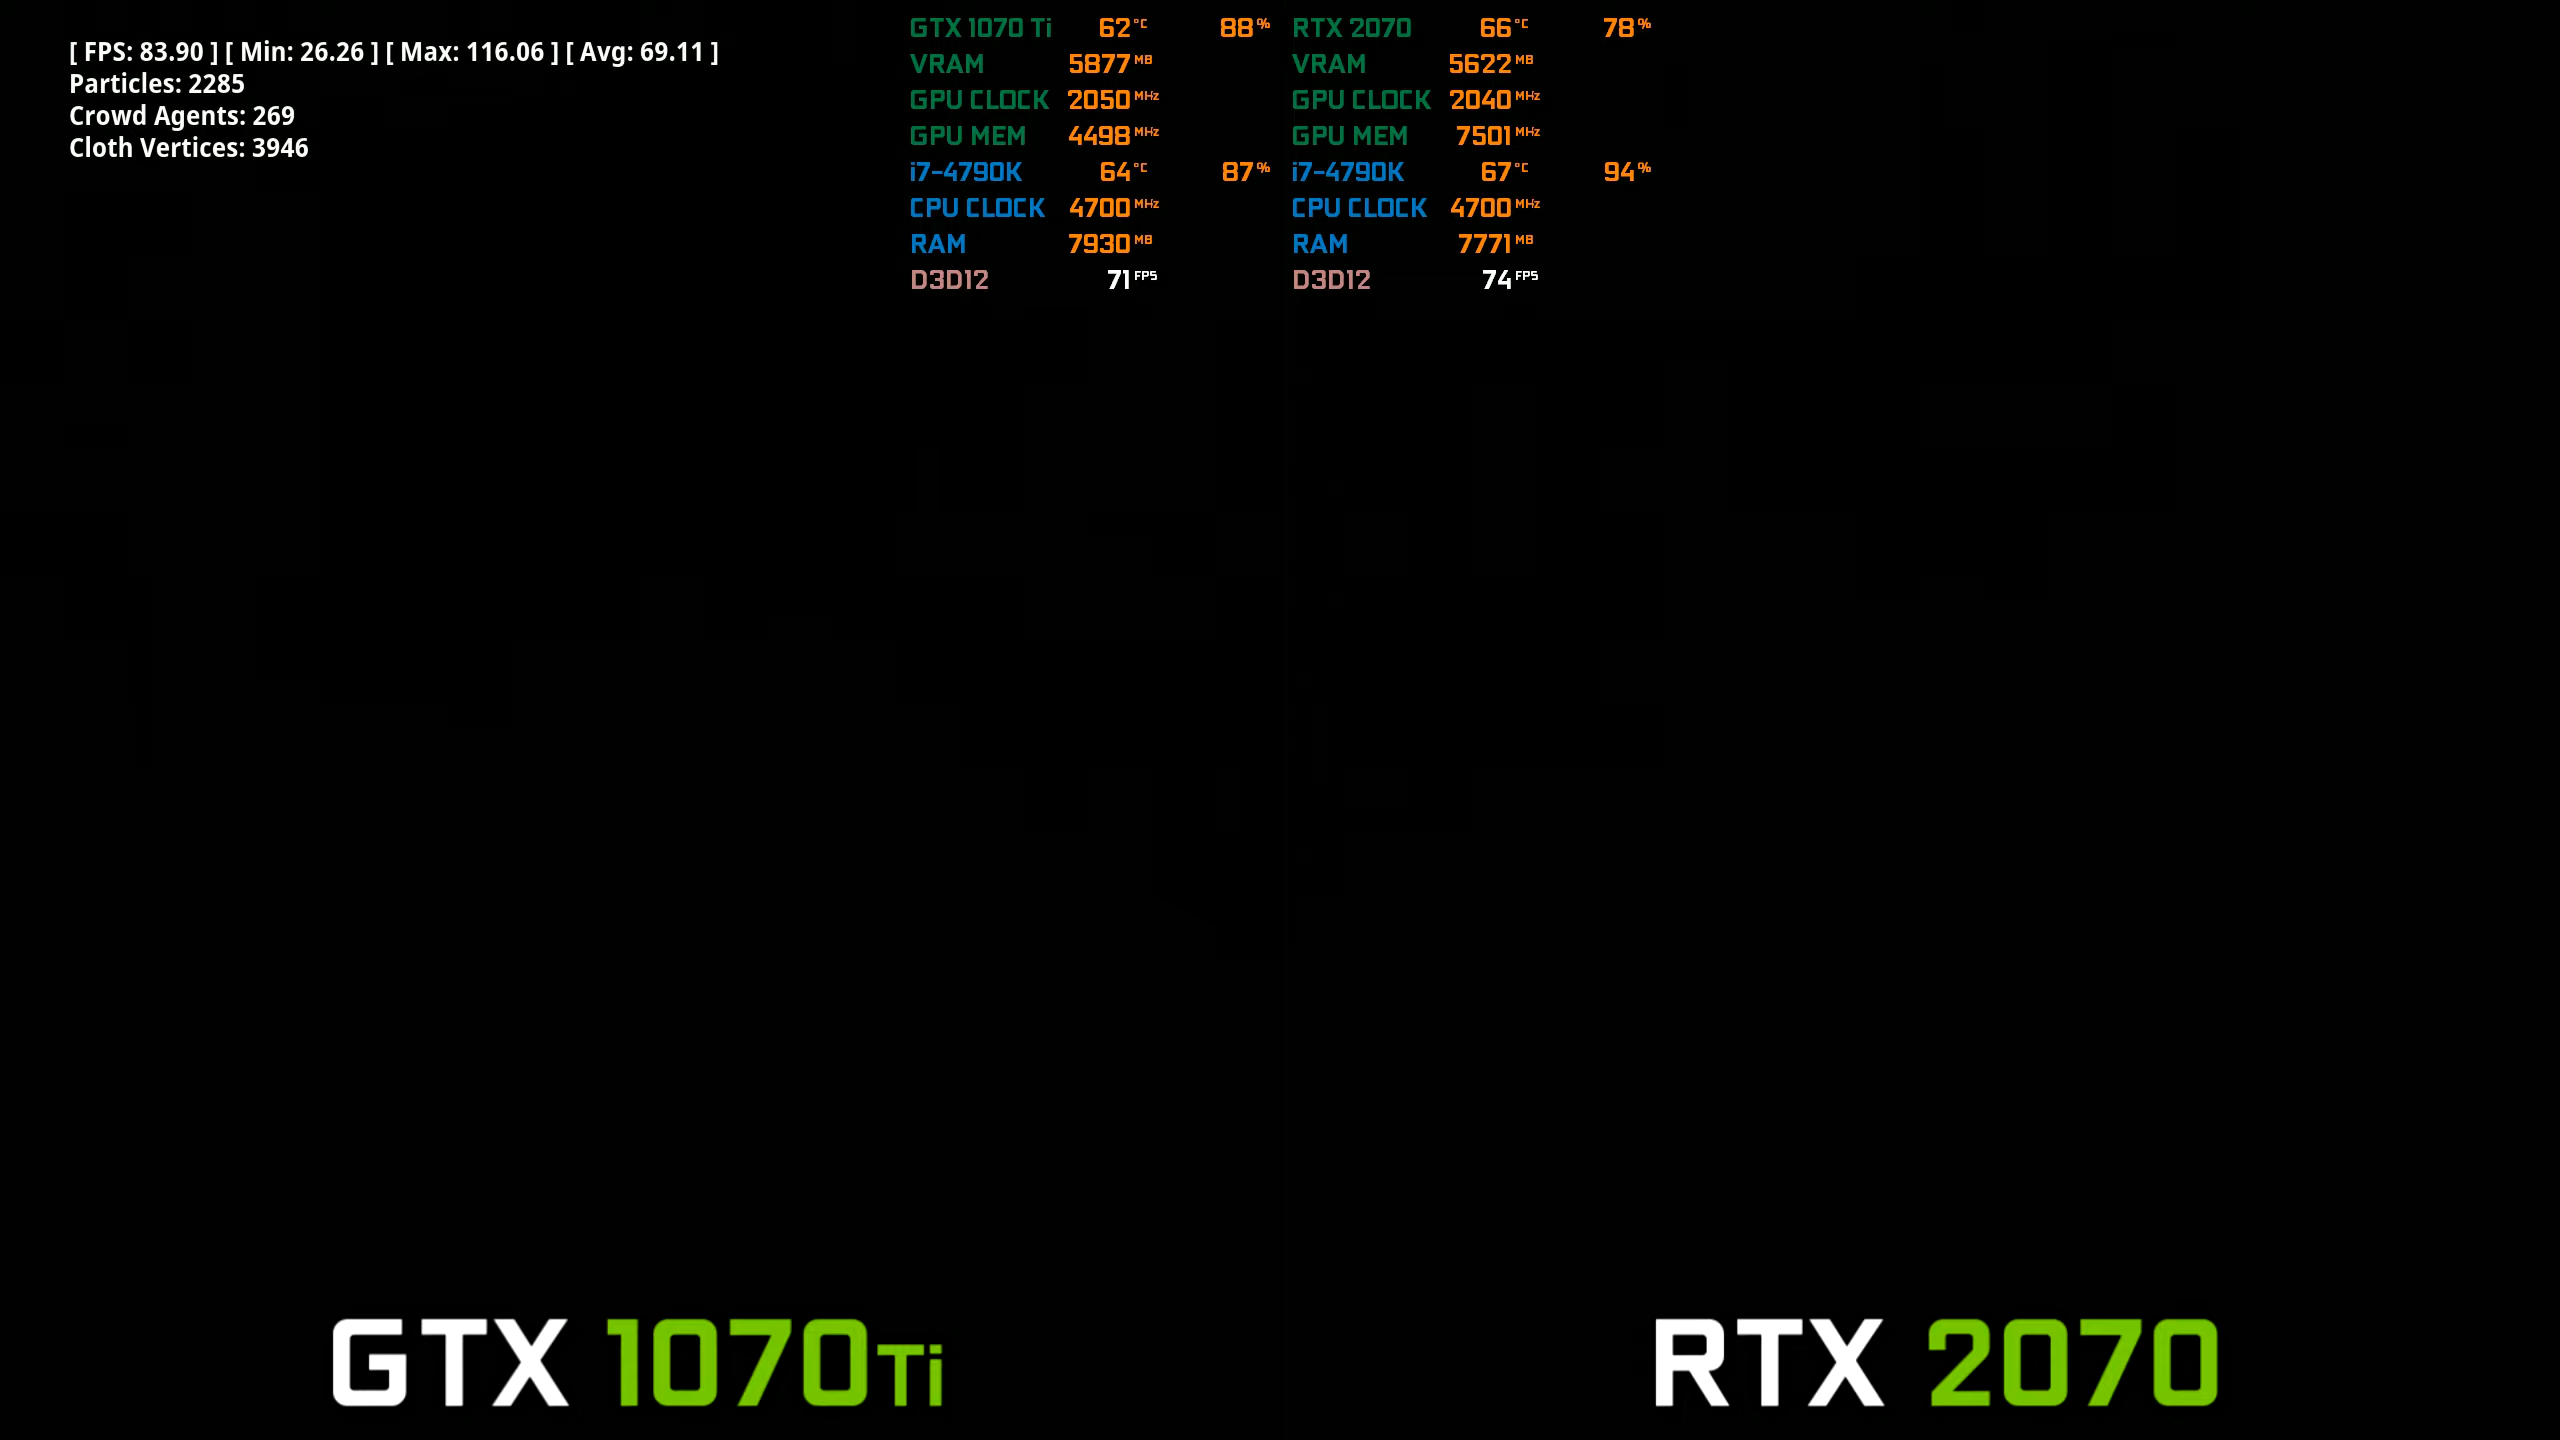 [ FPS: 83.90 ] [ Min: 26.26 ] [ Max: 116.06 ] [ Avg: 69.11 ]
Particles: 2285
Crowd Agents: 269
Cloth Vertices: 3946
GTX 1070 Ti 62 °C 88 %
VRAM 5877 MB
GPU CLOCK 2050 MHz
GPU MEM 4498 MHz
i7-4790K 64 °C 87 %
CPU CLOCK 4700 MHz
RAM 7930 MB
D3D12 71 FPS
RTX 2070 66 °C 78 %
VRAM 5622 MB
GPU CLOCK 2040 MHz
GPU MEM 7501 MHz
i7-4790K 67 °C 94 %
CPU CLOCK 4700 MHz
RAM 7771 MB
D3D12 74 FPS
GTX 1070Ti
RTX 2070